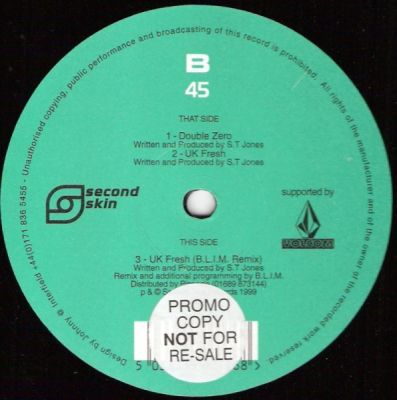 Unauthorised copying, public performance and broadcasting of this record is prohibited. All rights of the manufacturer and of the owner of the recorded work reserved.
B
45
THAT SIDE
1 - Double Zero
Written and Produced by S.T Jones
2 - UK Fresh
Written and Produced by S.T Jones
second
skin
supported by
VOLCOM
THIS SIDE
3 - UK Fresh (B.L.I.M. Remix)
Written and Produced by S.T Jones
Remix and additional programming by B.L.I.M.
Distributed by (01689 873144)
p & © 1999
PROMO
COPY
NOT FOR
RE-SALE
Design by Johnny @ Interfield +44(0)171 836 5455